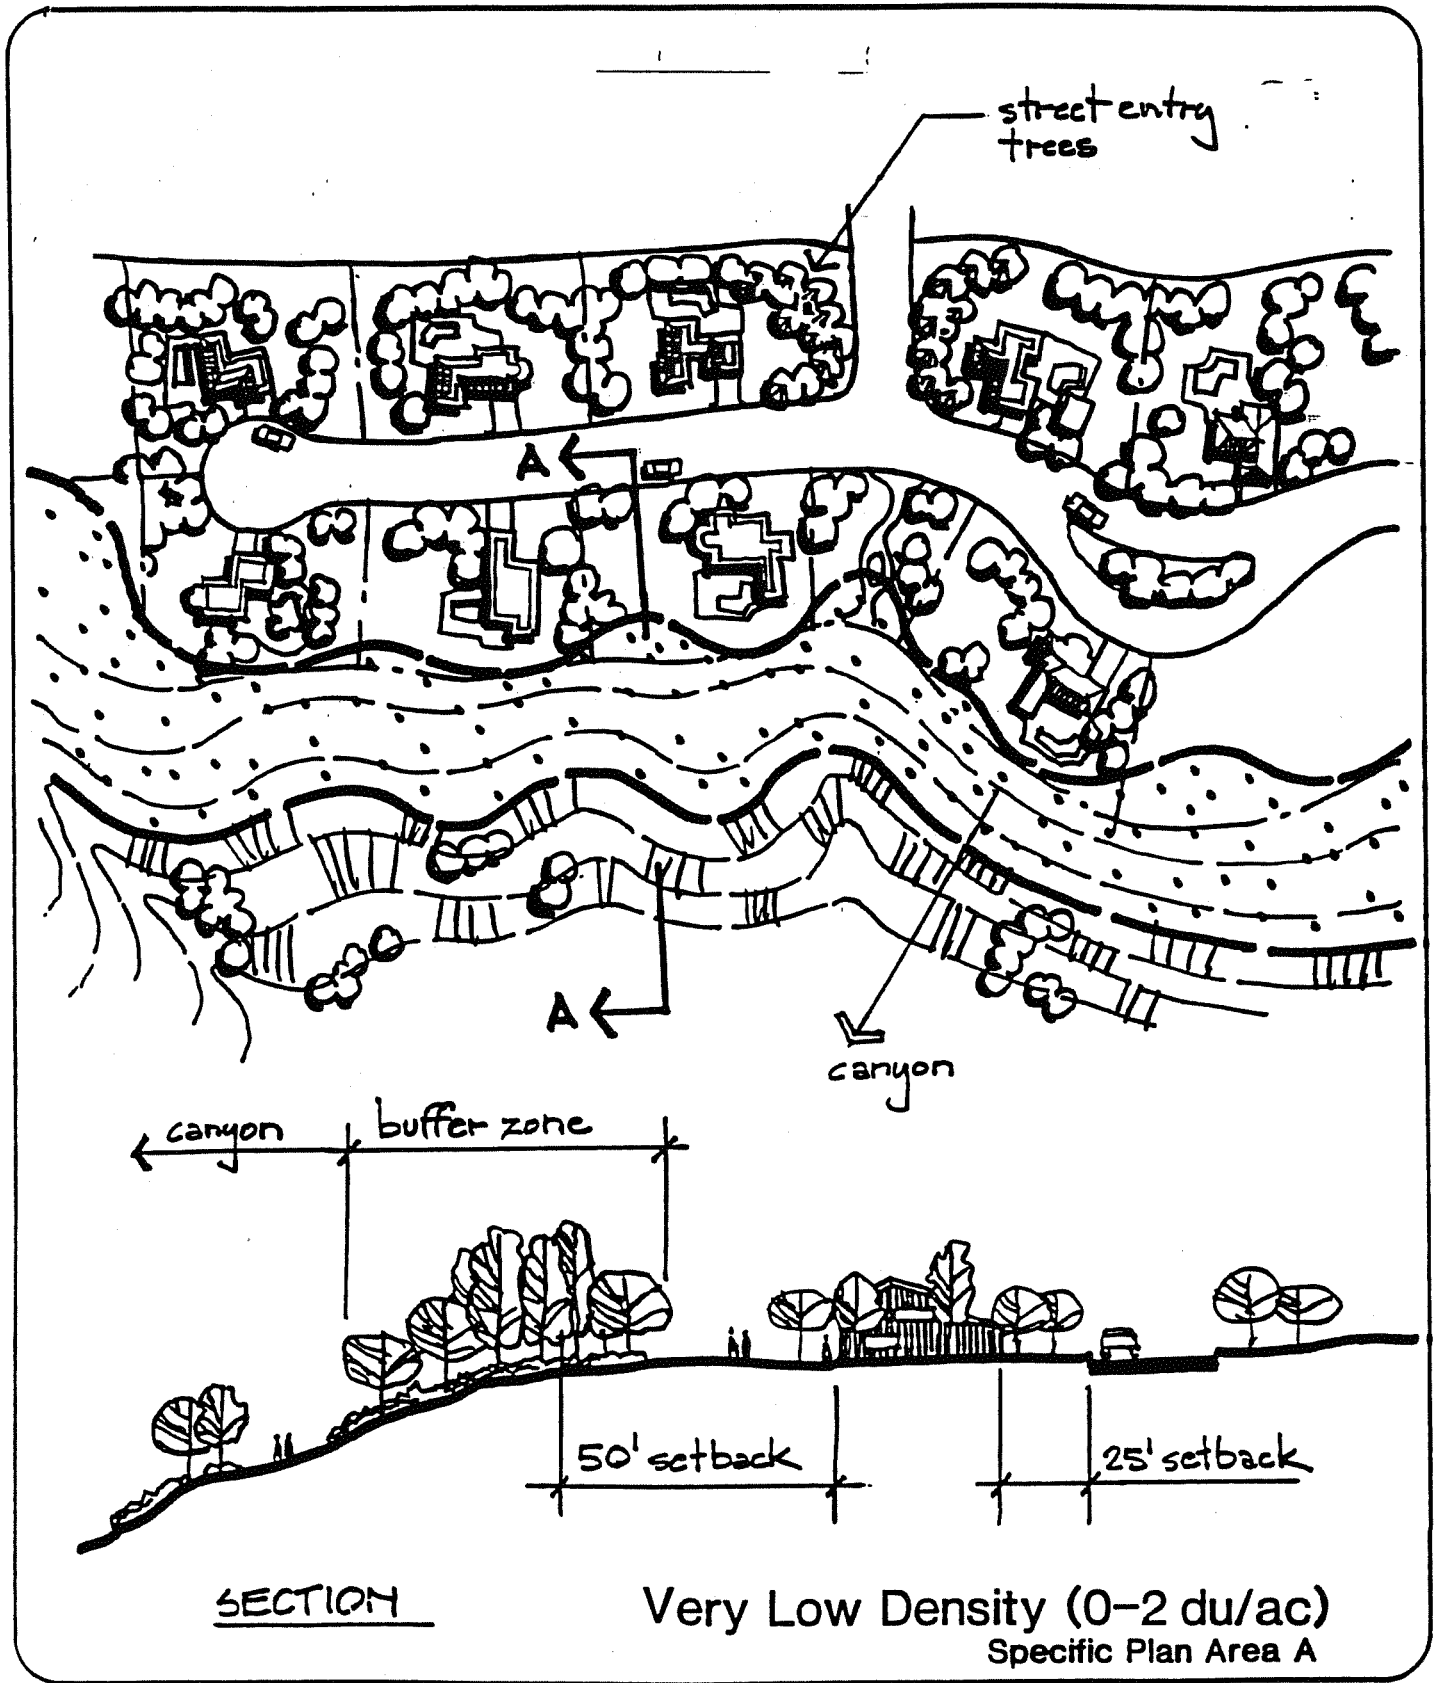 street entry
trees
A
A
canyon
canyon
buffer zone
50' setback
25' setback
SECTION
Very Low Density (0-2 du/ac)
Specific Plan Area A